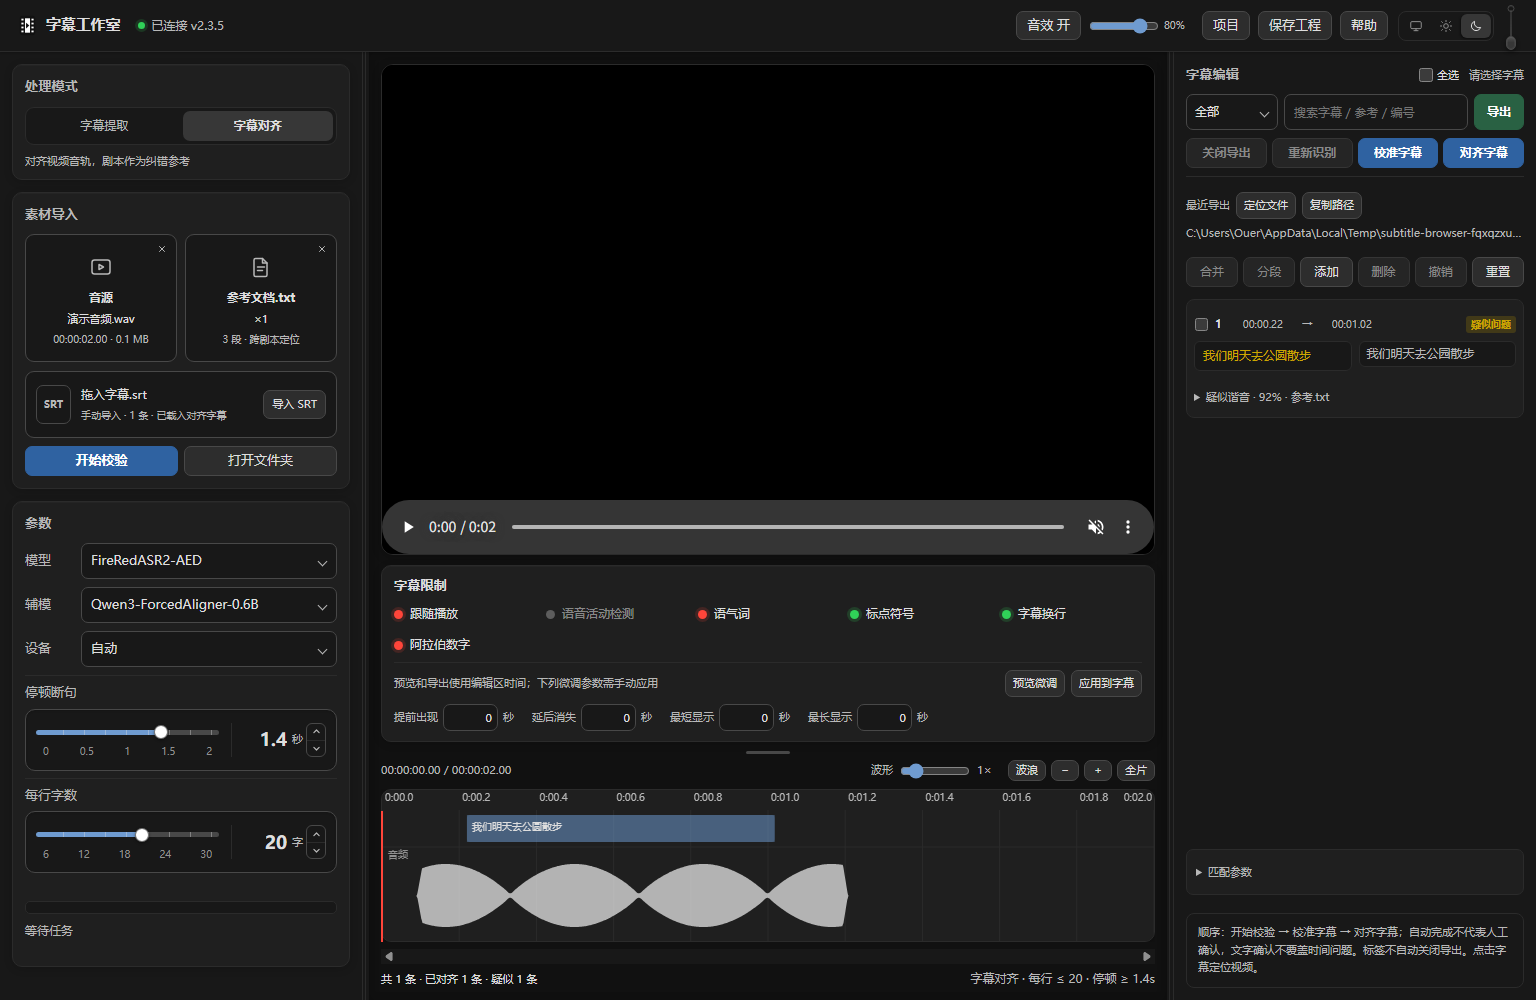 字幕工作室
已连接 v2.3.5
音效 开
80%
项目
保存工程
帮助
处理模式
字幕提取
字幕对齐
对齐视频音轨，剧本作为纠错参考
素材导入
×
音源
演示音频.wav
00:00:02.00 · 0.1 MB
×
参考文档.txt
×1
3 段 · 跨剧本定位
SRT
拖入字幕.srt
手动导入 · 1 条 · 已载入对齐字幕
导入 SRT
开始校验
打开文件夹
参数
模型
FireRedASR2-AED
辅模
Qwen3-ForcedAligner-0.6B
设备
自动
停顿断句
0 0.5 1 1.5 2
1.4 秒
每行字数
6 12 18 24 30
20 字
等待任务
0:00 / 0:02
字幕限制
跟随播放
语音活动检测
语气词
标点符号
字幕换行
阿拉伯数字
预览和导出使用编辑区时间；下列微调参数需手动应用
预览微调
应用到字幕
提前出现 0 秒
延后消失 0 秒
最短显示 0 秒
最长显示 0 秒
00:00:00.00 / 00:00:02.00
波形
1×
波浪
−
+
全片
0:00.0 0:00.2 0:00.4 0:00.6 0:00.8 0:01.0 0:01.2 0:01.4 0:01.6 0:01.8 0:02.0
我们明天去公圆散步
音频
共 1 条 · 已对齐 1 条 · 疑似 1 条
字幕对齐 · 每行 ≤ 20 · 停顿 ≥ 1.4s
字幕编辑
全选
请选择字幕
全部
搜索字幕 / 参考 / 编号
导出
关闭导出
重新识别
校准字幕
对齐字幕
最近导出
定位文件
复制路径
C:\Users\Ouer\AppData\Local\Temp\subtitle-browser-fqxqzxu...
合并
分段
添加
删除
撤销
重置
1
00:00.22 → 00:01.02
疑似问题
我们明天去公圆散步
我们明天去公园散步
疑似谐音 · 92% · 参考.txt
匹配参数
顺序：开始校验 → 校准字幕 → 对齐字幕；自动完成不代表人工
确认，文字确认不覆盖时间问题。标签不自动关闭导出。点击字
幕定位视频。